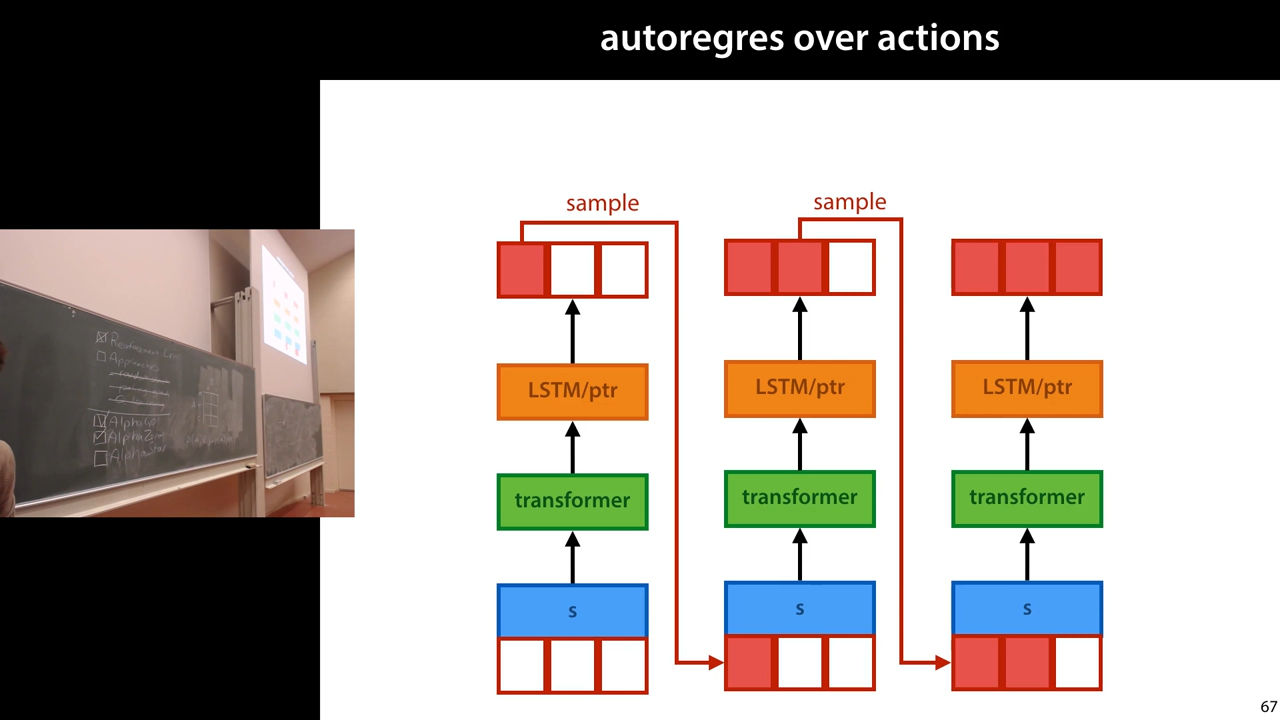 autoregres over actions
sample
sample
LSTM/ptr
LSTM/ptr
LSTM/ptr
transformer
transformer
transformer
s
s
s
67
AlphaGo
AlphaZero
AlphaStar